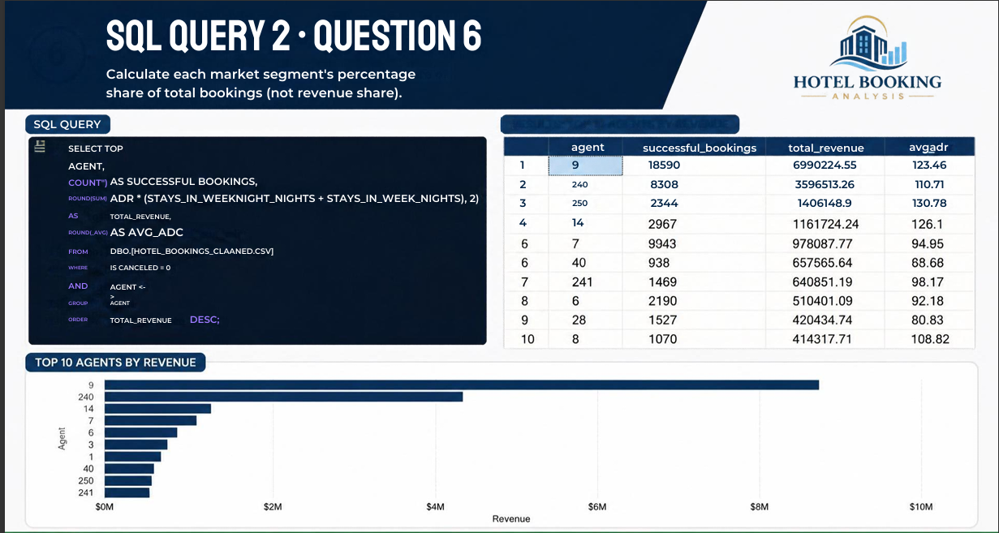 SQL QUERY 2 • QUESTION 6
Calculate each market segment's percentage
share of total bookings (not revenue share).
HOTEL BOOKING
ANALYSIS
SQL QUERY
SELECT TOP
AGENT,
COUNT") AS SUCCESSFUL BOOKINGS,
ROUND(SUM) ADR * (STAYS_IN_WEEKNIGHT_NIGHTS + STAYS_IN_WEEK_NIGHTS), 2)
AS TOTAL_REVENUE,
ROUND(_AVG) AS AVG_ADC
FROM DBO.[HOTEL_BOOKINGS_CLAANED.CSV]
WHERE IS CANCELED = 0
AND AGENT <-
>
GROUP AGENT
ORDER TOTAL_REVENUE DESC;
agent successful_bookings total_revenue avg_adr
1 9 18590 6990224.55 123.46
2 240 8308 3596513.26 110.71
3 250 2344 1406148.9 130.78
4 14 2967 1161724.24 126.1
6 7 9943 978087.77 94.95
6 40 938 657565.64 68.68
7 241 1469 640851.19 98.17
8 6 2190 510401.09 92.18
9 28 1527 420434.74 80.83
10 8 1070 414317.71 108.82
TOP 10 AGENTS BY REVENUE
Agent
9
240
14
7
6
3
1
40
250
241
$0M $2M $4M $6M $8M $10M
Revenue